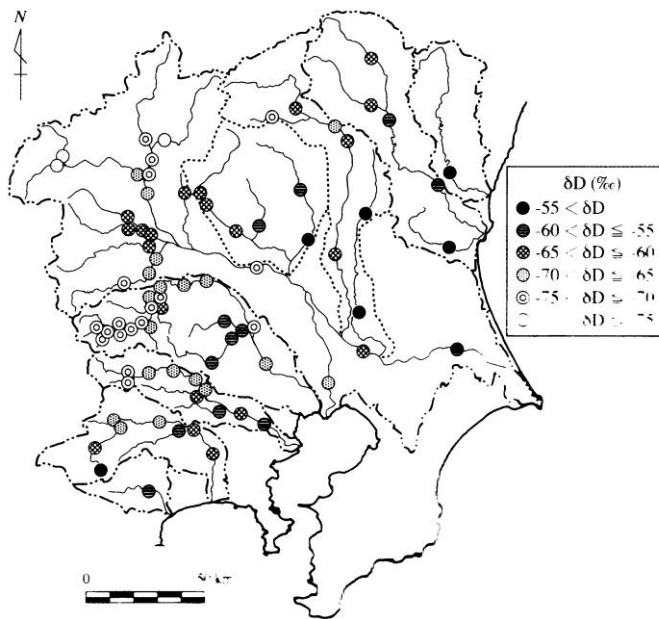 N
δD (‰)
-55 < δD
-60 < δD ≦ -55
-65 < δD ≦ -60
-70 < δD ≦ -65
-75 < δD ≦ -70
δD ≦ -75
0 50 km